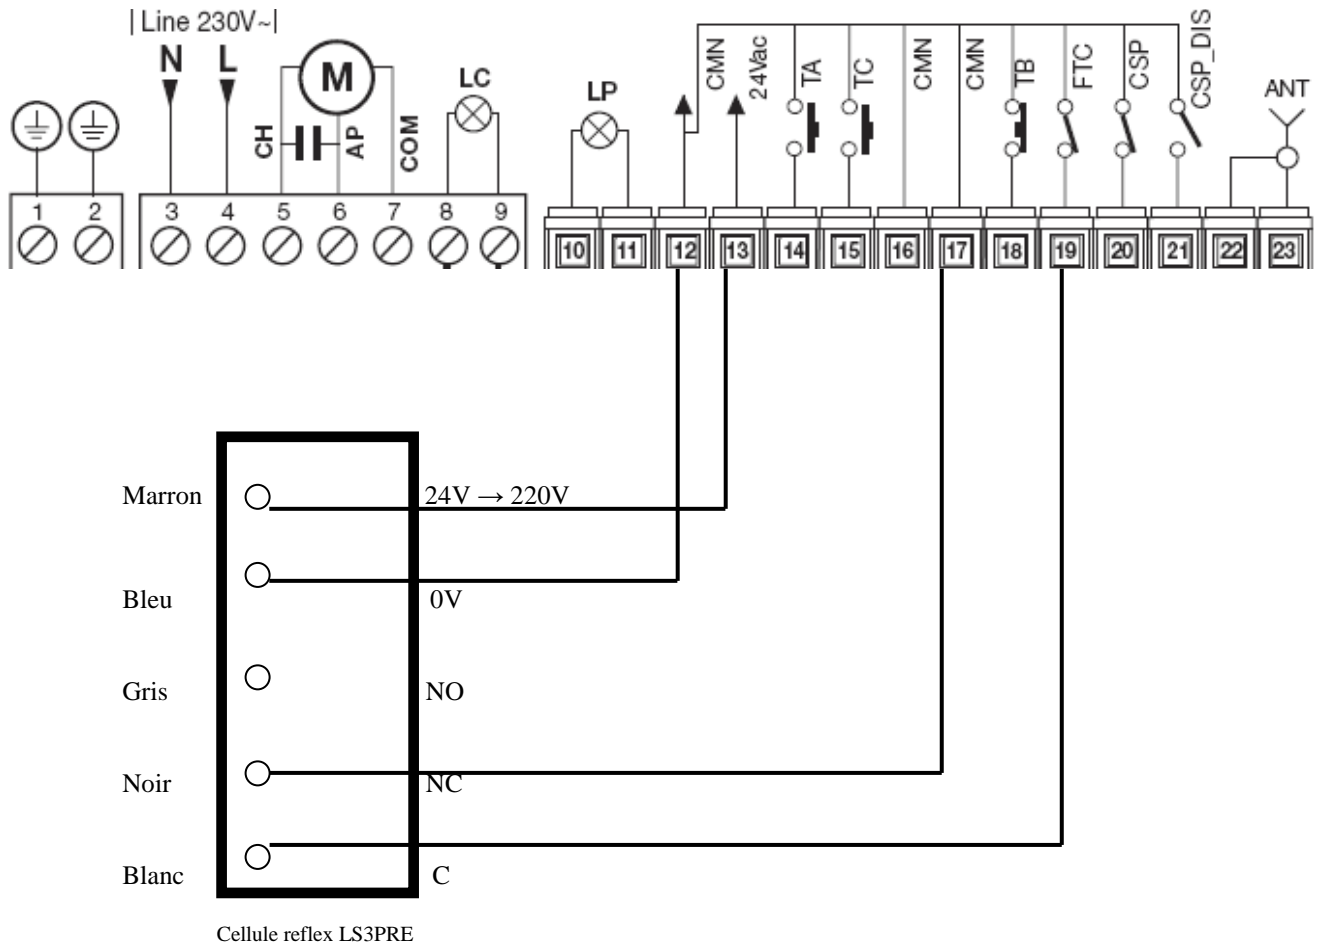 | Line 230V~|
N L
M
LC
LP
CH
AP
COM
CMN
24Vac
TA
TC
CMN
CMN
TB
FTC
CSP
CSP_DIS
ANT
1 2 3 4 5 6 7 8 9
10 11 12 13 14 15 16 17 18 19 20 21 22 23
Marron 24V → 220V
Bleu 0V
Gris NO
Noir NC
Blanc C
Cellule reflex LS3PRE